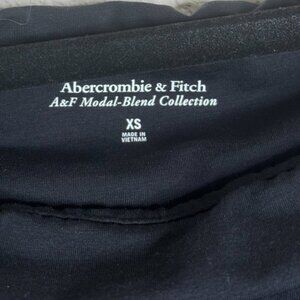 Abercrombie & Fitch
A&F Modal-Blend Collection
XS
MADE IN
VIETNAM